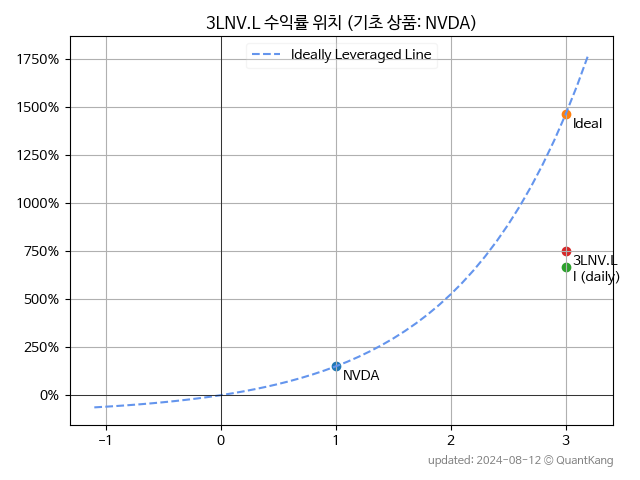 3LNV.L 수익률 위치 (기초 상품: NVDA)
Ideally Leveraged Line
1750%
1500%
1250%
1000%
750%
500%
250%
0%
Ideal
3LNV.L
I (daily)
NVDA
−1
0
1
2
3
updated: 2024-08-12 © QuantKang